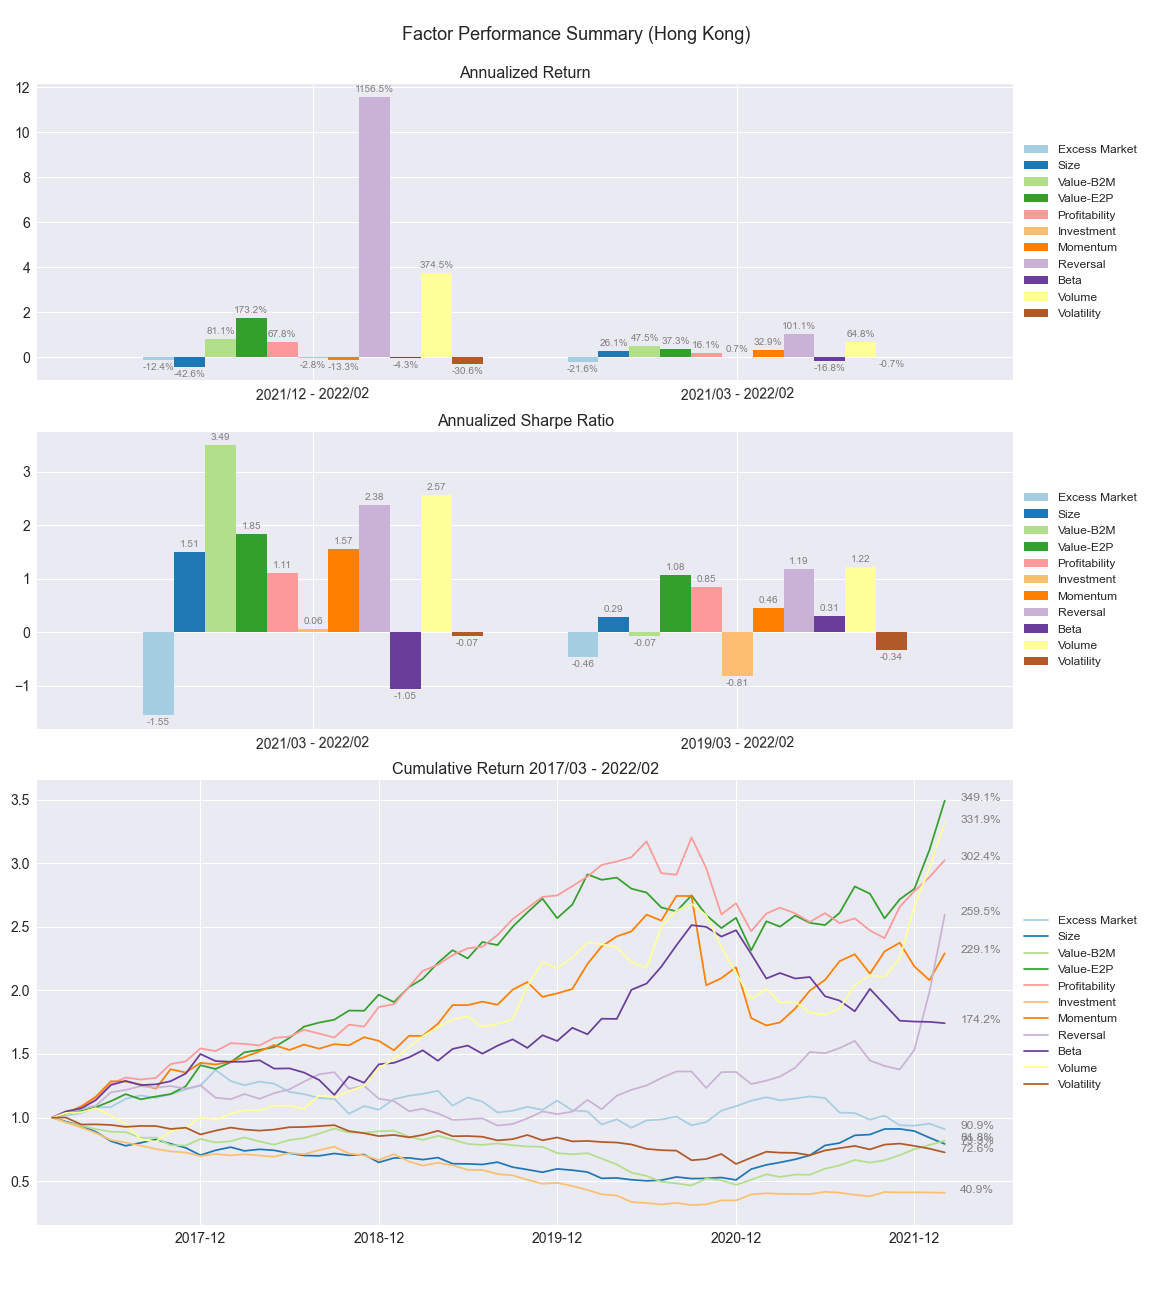 Factor Performance Summary (Hong Kong)
Annualized Return
12
10
8
6
4
2
0
-12.4%
-42.6%
81.1%
173.2%
67.8%
-2.8%
-13.3%
1156.5%
-4.3%
374.5%
-30.6%
-21.6%
26.1%
47.5%
37.3%
16.1%
0.7%
32.9%
101.1%
-16.8%
64.8%
-0.7%
2021/12 - 2022/02
2021/03 - 2022/02
Excess Market
Size
Value-B2M
Value-E2P
Profitability
Investment
Momentum
Reversal
Beta
Volume
Volatility
Annualized Sharpe Ratio
3
2
1
0
−1
-1.55
1.51
3.49
1.85
1.11
0.06
1.57
2.38
-1.05
2.57
-0.07
-0.46
0.29
-0.07
1.08
0.85
-0.81
0.46
1.19
0.31
1.22
-0.34
2021/03 - 2022/02
2019/03 - 2022/02
Excess Market
Size
Value-B2M
Value-E2P
Profitability
Investment
Momentum
Reversal
Beta
Volume
Volatility
Cumulative Return 2017/03 - 2022/02
3.5
3.0
2.5
2.0
1.5
1.0
0.5
349.1%
331.9%
302.4%
259.5%
229.1%
174.2%
90.9%
72.6%
40.9%
2017-12
2018-12
2019-12
2020-12
2021-12
Excess Market
Size
Value-B2M
Value-E2P
Profitability
Investment
Momentum
Reversal
Beta
Volume
Volatility